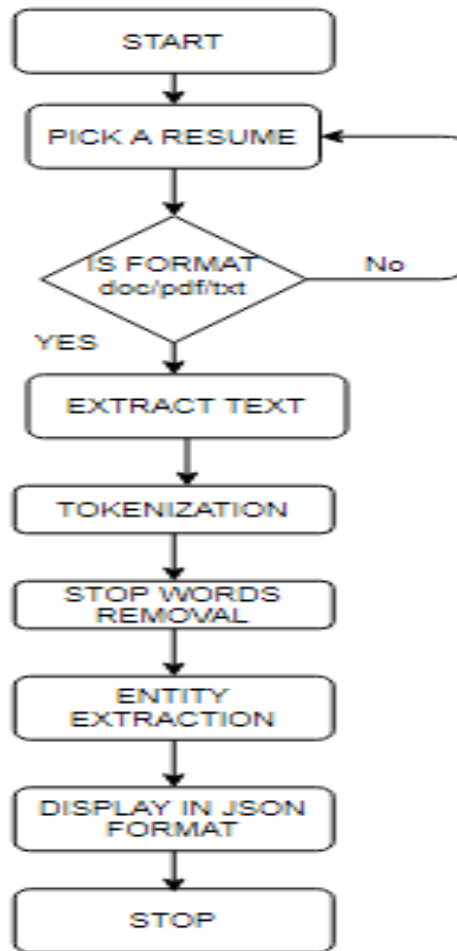 START
PICK A RESUME
IS FORMAT
doc/pdf/txt
No
YES
EXTRACT TEXT
TOKENIZATION
STOP WORDS
REMOVAL
ENTITY
EXTRACTION
DISPLAY IN JSON
FORMAT
STOP